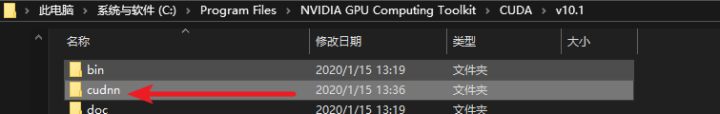 此电脑 > 系统与软件 (C:) > Program Files > NVIDIA GPU Computing Toolkit > CUDA > v10.1
名称 修改日期 类型 大小
bin 2020/1/15 13:19 文件夹
cudnn 2020/1/15 13:36 文件夹
doc 2020/1/15 13:19 文件夹